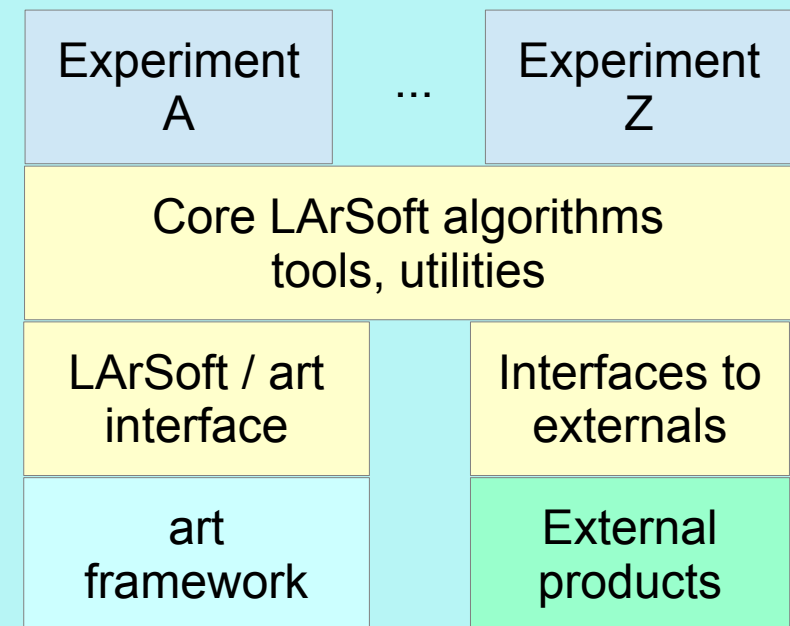 Experiment
A
...
Experiment
Z
Core LArSoft algorithms
tools, utilities
LArSoft / art
interface
Interfaces to
externals
art
framework
External
products